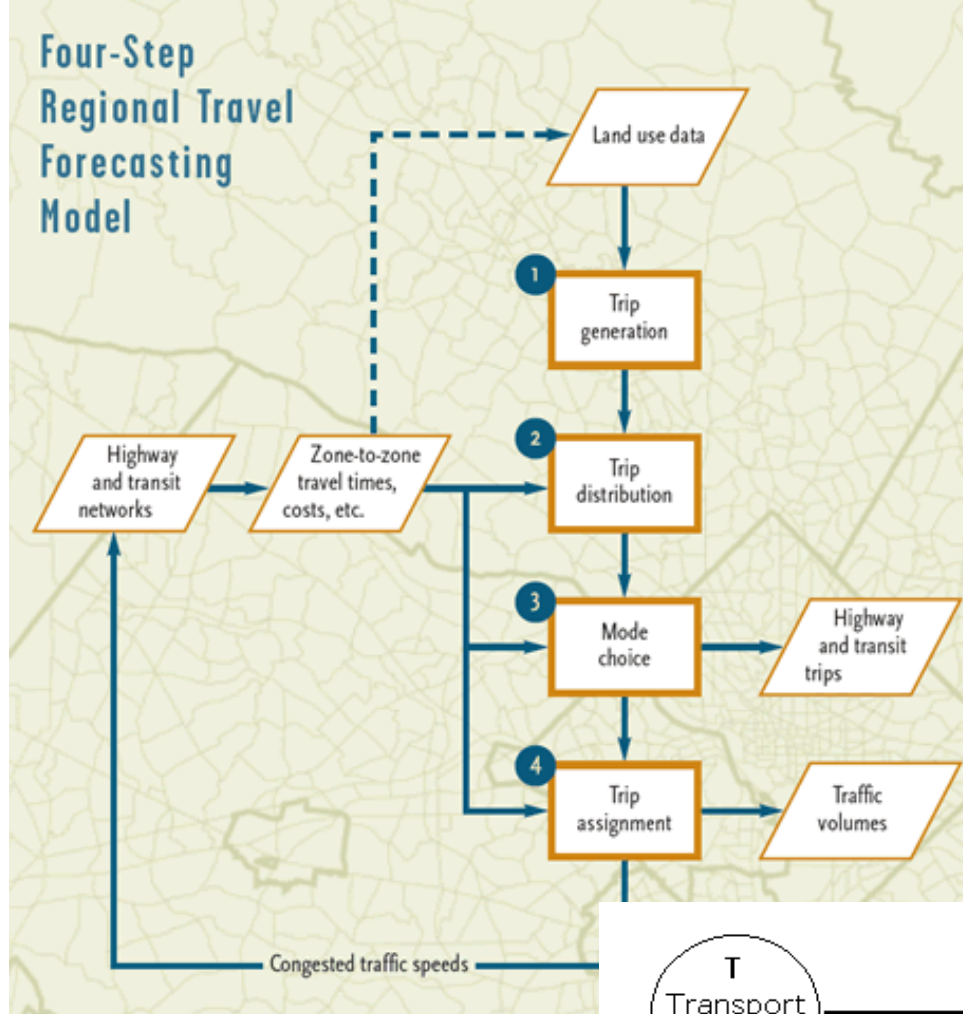 Four-Step
Regional Travel
Forecasting
Model
Land use data
1
Trip
generation
2
Trip
distribution
Highway
and transit
networks
Zone-to-zone
travel times,
costs, etc.
3
Mode
choice
Highway
and transit
trips
4
Trip
assignment
Traffic
volumes
Congested traffic speeds
T
Transport